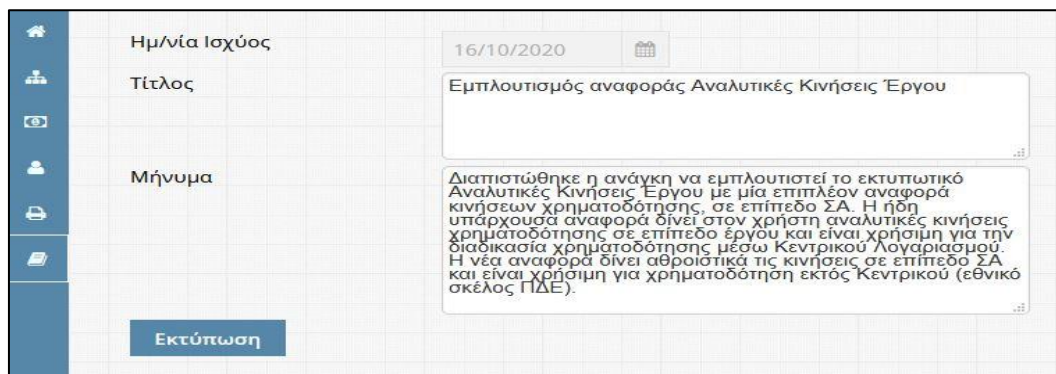 Ημ/νία Ισχύος
16/10/2020
Τίτλος
Εμπλουτισμός αναφοράς Αναλυτικές Κινήσεις Έργου
Μήνυμα
Διαπιστώθηκε η ανάγκη να εμπλουτιστεί το εκτυπωτικό
Αναλυτικές Κινήσεις Έργου με μία επιπλέον αναφορά
κινήσεων χρηματοδότησης, σε επίπεδο ΣΑ. Η ήδη
υπάρχουσα αναφορά δίνει στον χρήστη αναλυτικές κινήσεις
χρηματοδότησης σε επίπεδο έργου και είναι χρήσιμη για την
διαδικασία χρηματοδότησης μέσω Κεντρικού Λογαριασμού.
Η νέα αναφορά δίνει αθροιστικά τις κινήσεις σε επίπεδο ΣΑ
και είναι χρήσιμη για χρηματοδότηση εκτός Κεντρικού (εθνικό
σκέλος ΠΔΕ).
Εκτύπωση